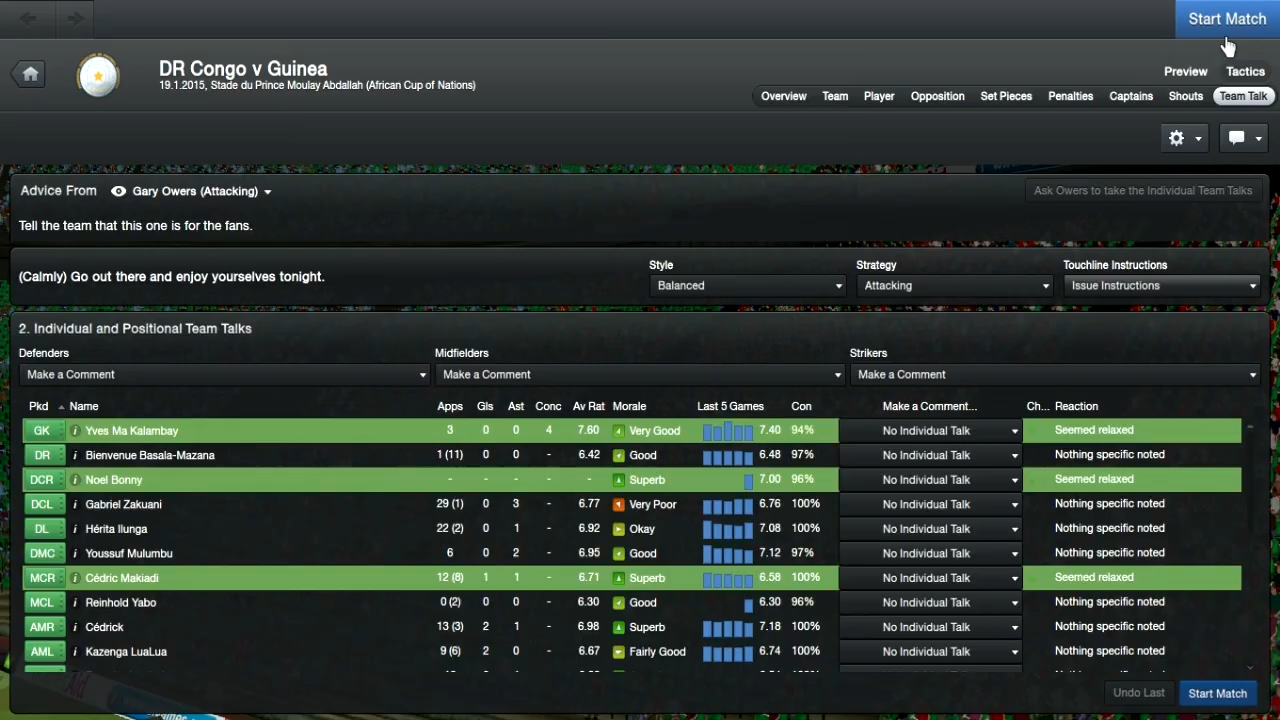 Start Match
DR Congo v Guinea
19.1.2015, Stade du Prince Moulay Abdallah (African Cup of Nations)
Preview Tactics
Overview Team Player Opposition Set Pieces Penalties Captains Shouts Team Talk
Advice From Gary Owers (Attacking) Ask Owers to take the Individual Team Talks
Tell the team that this one is for the fans.
Style Strategy Touchline Instructions
(Calmly) Go out there and enjoy yourselves tonight. Balanced Attacking Issue Instructions
2. Individual and Positional Team Talks
Defenders Midfielders Strikers
Make a Comment Make a Comment Make a Comment
Pkd Name Apps Gls Ast Conc Av Rat Morale Last 5 Games Con Make a Comment... Ch... Reaction
GK i Yves Ma Kalambay 3 0 0 4 7.60 Very Good 7.40 94% No Individual Talk Seemed relaxed
DR i Bienvenue Basala-Mazana 1 (11) 0 0 - 6.42 Good 6.48 97% No Individual Talk Nothing specific noted
DCR i Noel Bonny - - - - - Superb 7.00 96% No Individual Talk Seemed relaxed
DCL i Gabriel Zakuani 29 (1) 0 3 - 6.77 Very Poor 6.76 100% No Individual Talk Nothing specific noted
DL i Hérita Ilunga 22 (2) 0 1 - 6.92 Okay 7.08 100% No Individual Talk Nothing specific noted
DMC i Youssuf Mulumbu 6 0 2 - 6.95 Good 7.12 97% No Individual Talk Nothing specific noted
MCR i Cédric Makiadi 12 (8) 1 1 - 6.71 Superb 6.58 100% No Individual Talk Seemed relaxed
MCL i Reinhold Yabo 0 (2) 0 0 - 6.30 Good 6.30 96% No Individual Talk Nothing specific noted
AMR i Cédrick 13 (3) 2 1 - 6.98 Superb 7.18 100% No Individual Talk Nothing specific noted
AML i Kazenga LuaLua 9 (6) 2 0 - 6.67 Fairly Good 6.74 100% No Individual Talk Nothing specific noted
Undo Last Start Match